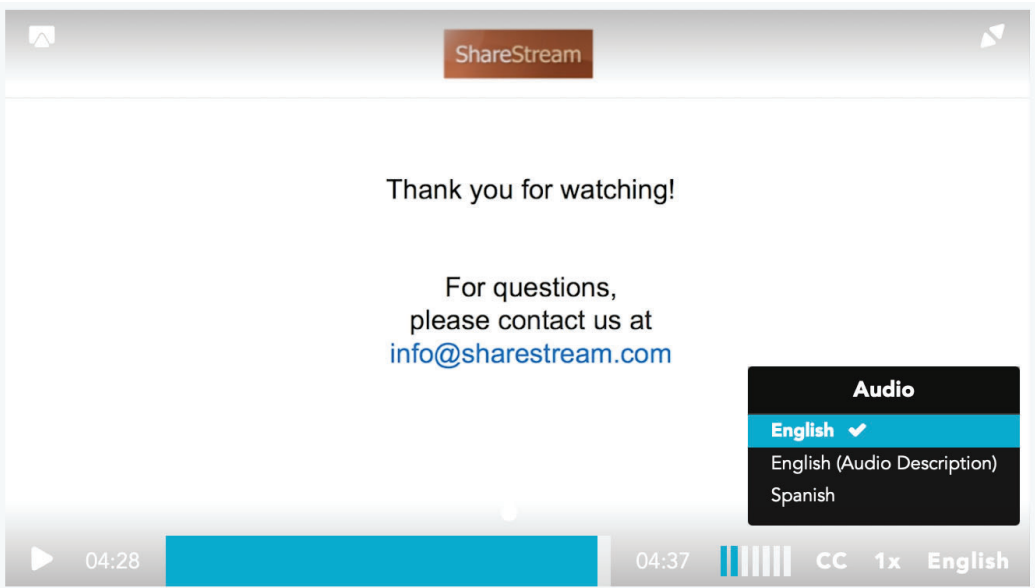 ShareStream
Thank you for watching!
For questions,
please contact us at
info@sharestream.com
Audio
English
English (Audio Description)
Spanish
04:28 04:37 CC 1x English